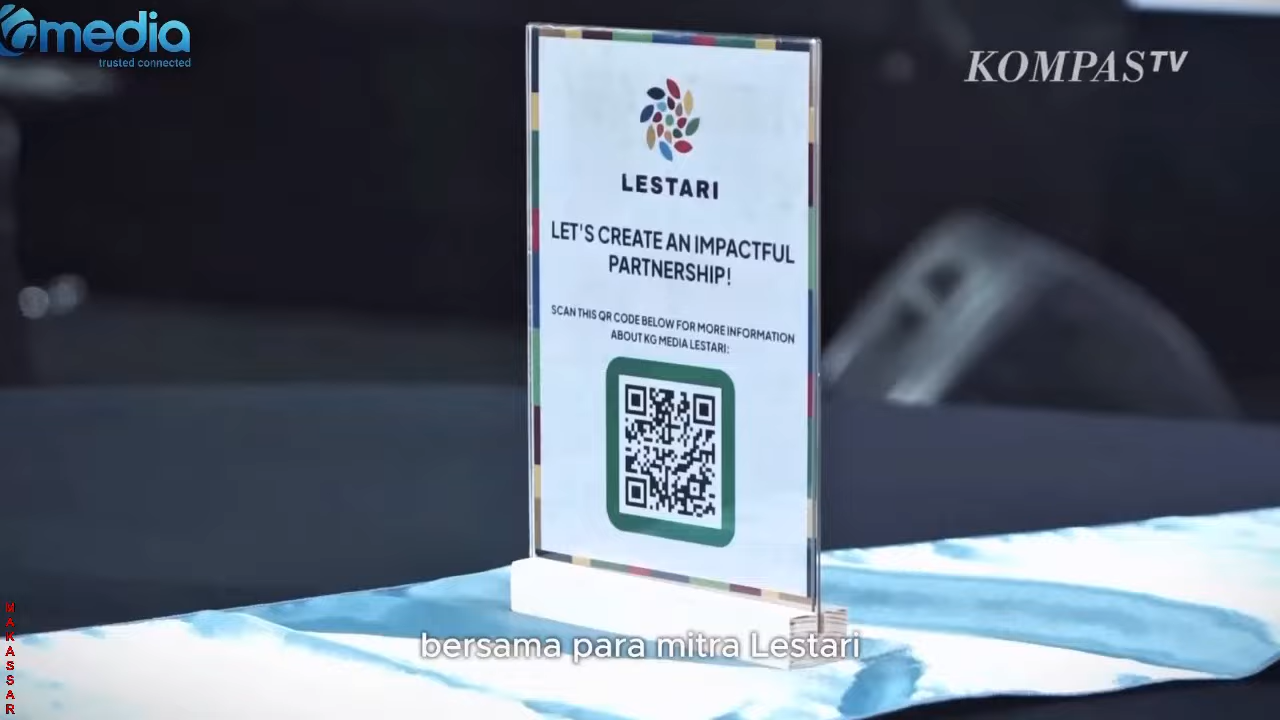 media
trusted connected
KOMPASTV
LESTARI
LET'S CREATE AN IMPACTFUL
PARTNERSHIP!
SCAN THIS QR CODE BELOW FOR MORE INFORMATION
ABOUT KG MEDIA LESTARI:
bersama para mitra Lestari
MAKASSAR